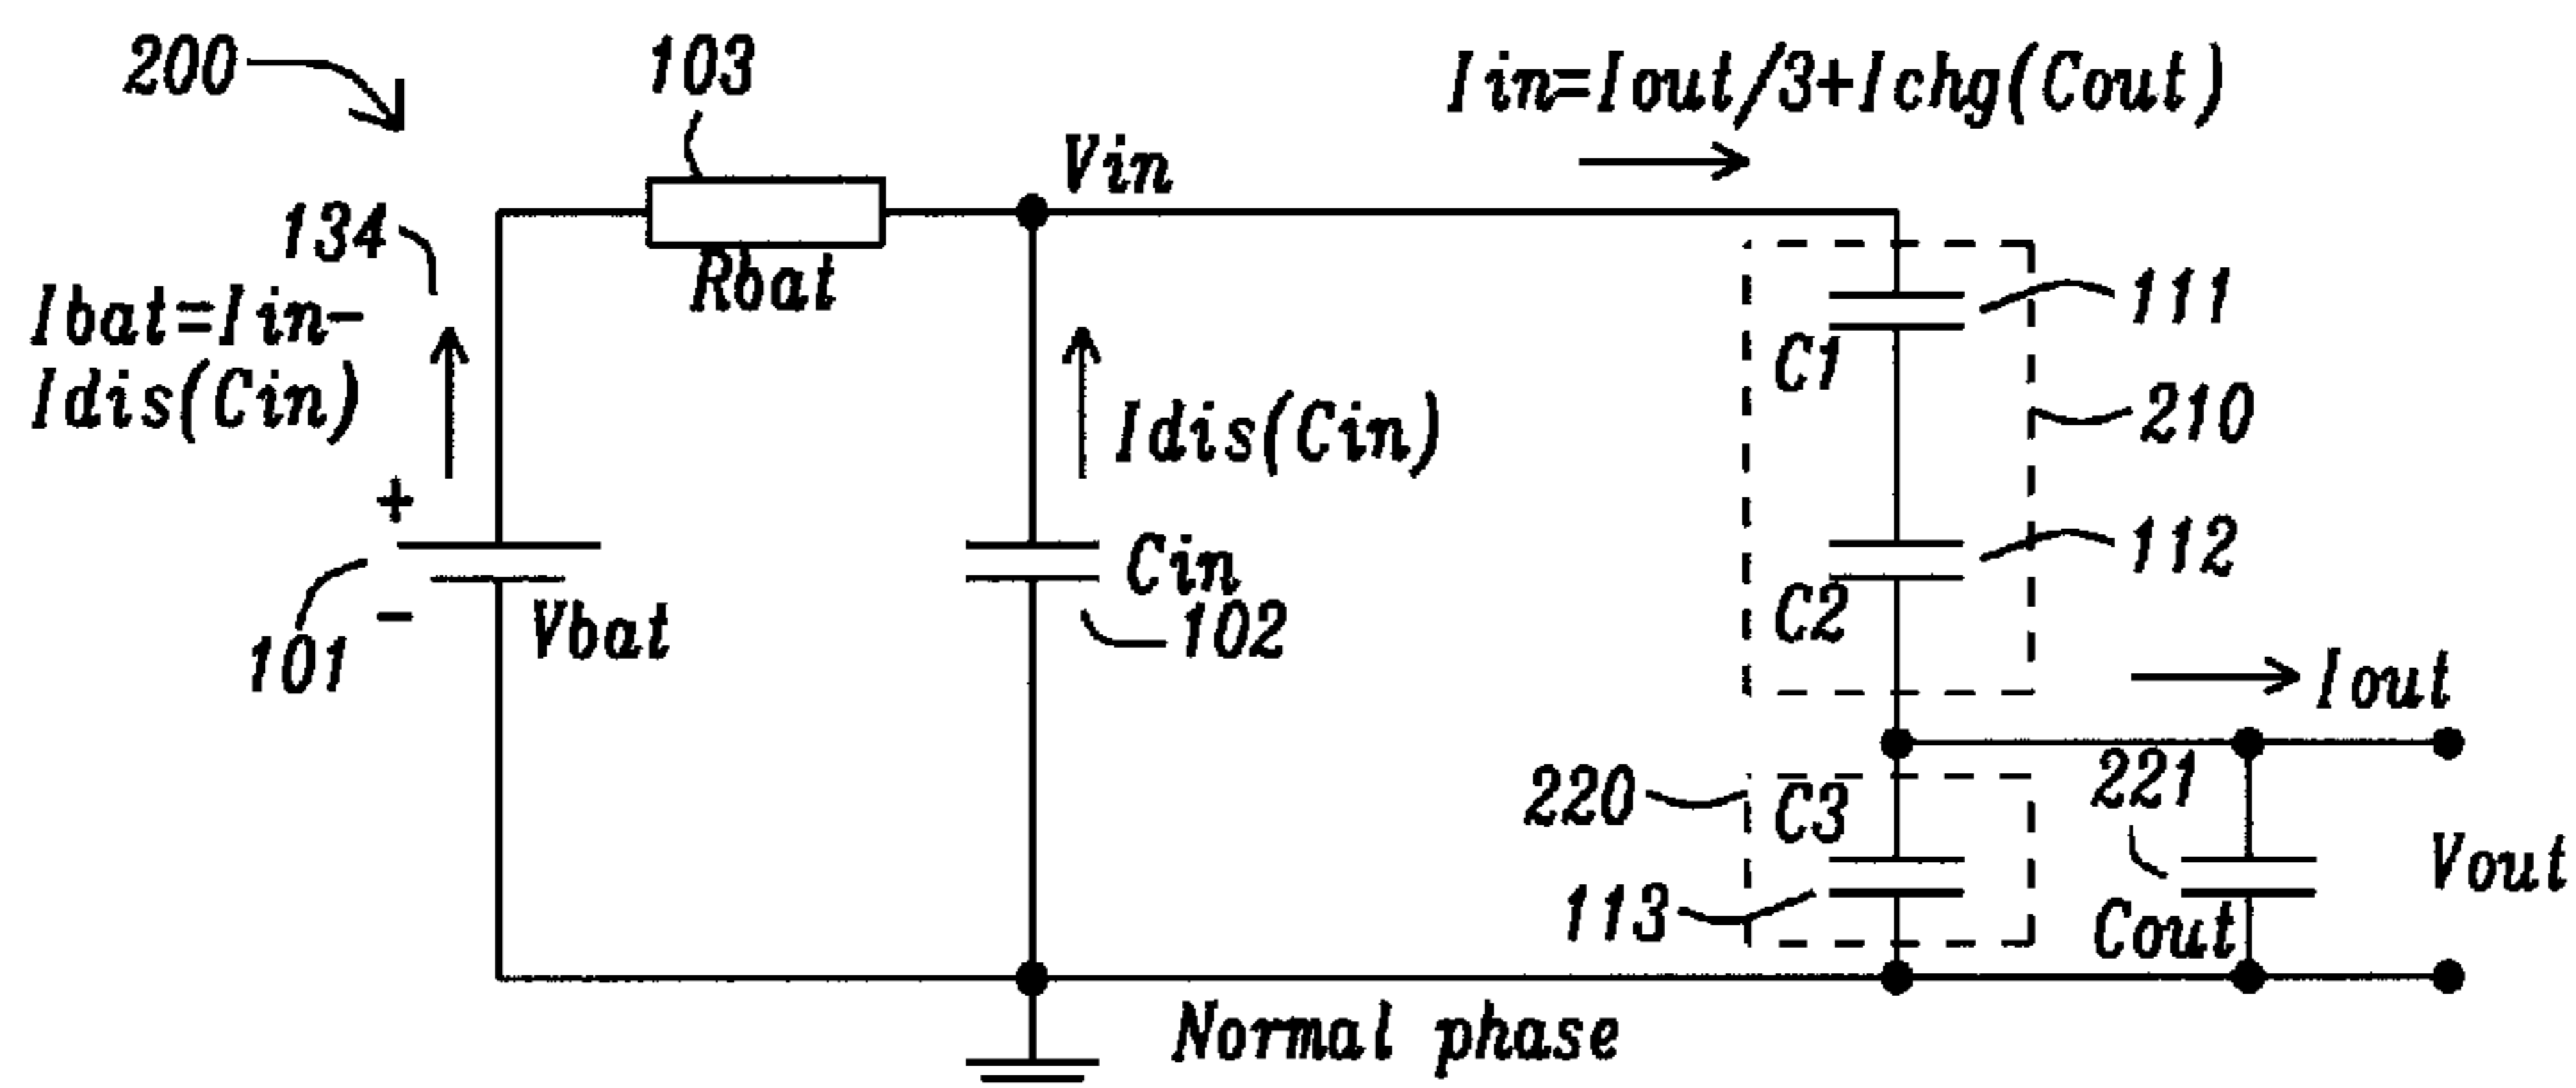 200
103
Iin=Iout/3+Ichg(Cout)
Vin
134
Rbat
Ibat=Iin-
Idis(Cin)
111
C1
210
Idis(Cin)
+
Cin
112
-
Vbat
102
C2
101
Iout
220
C3
221
Vout
113
Cout
Normal phase